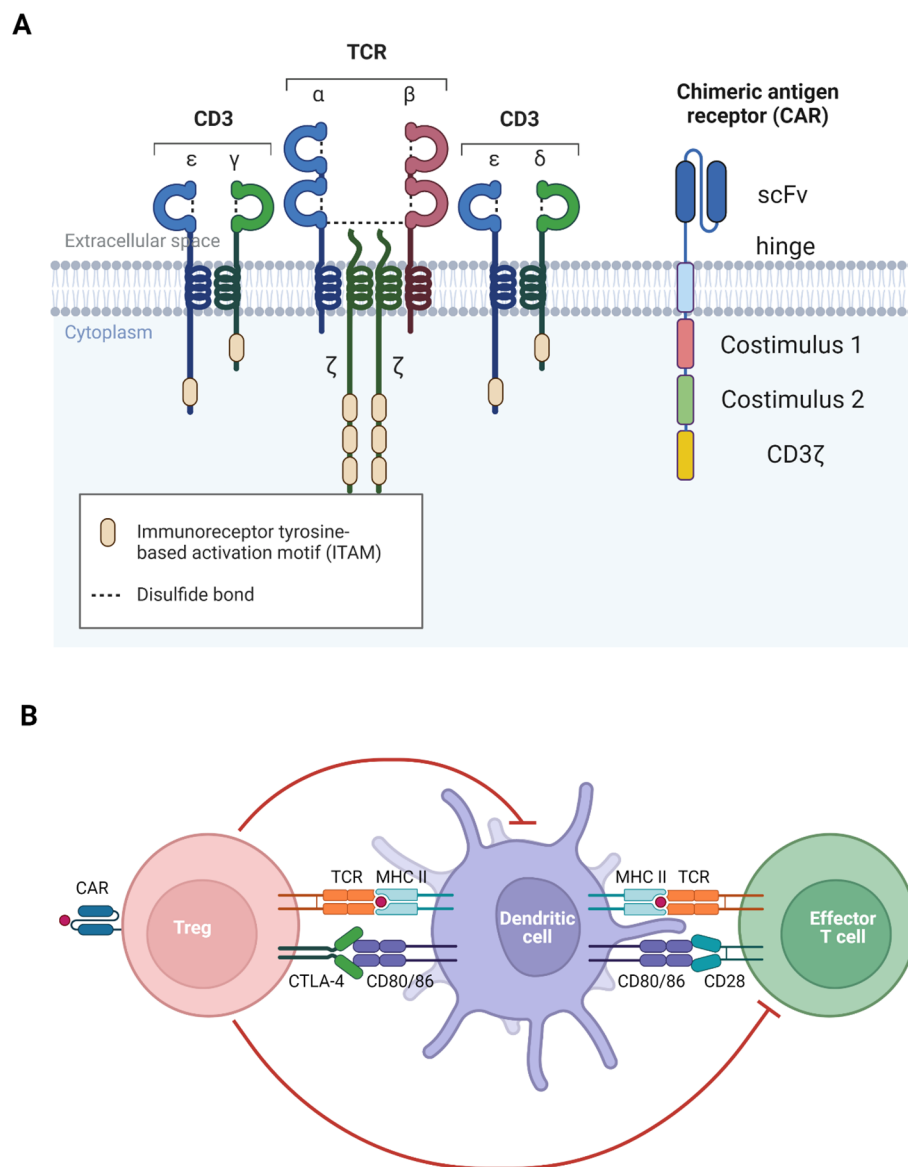 A
TCR
α
β
Chimeric antigen
receptor (CAR)
CD3
ε
γ
CD3
ε
δ
scFv
hinge
Extracellular space
Cytoplasm
ζ
ζ
Costimulus 1
Costimulus 2
CD3ζ
Immunoreceptor tyrosine-
based activation motif (ITAM)
Disulfide bond
B
CAR
Treg
TCR
MHC II
CTLA-4
CD80/86
Dendritic
cell
MHC II
TCR
CD80/86
CD28
Effector
T cell